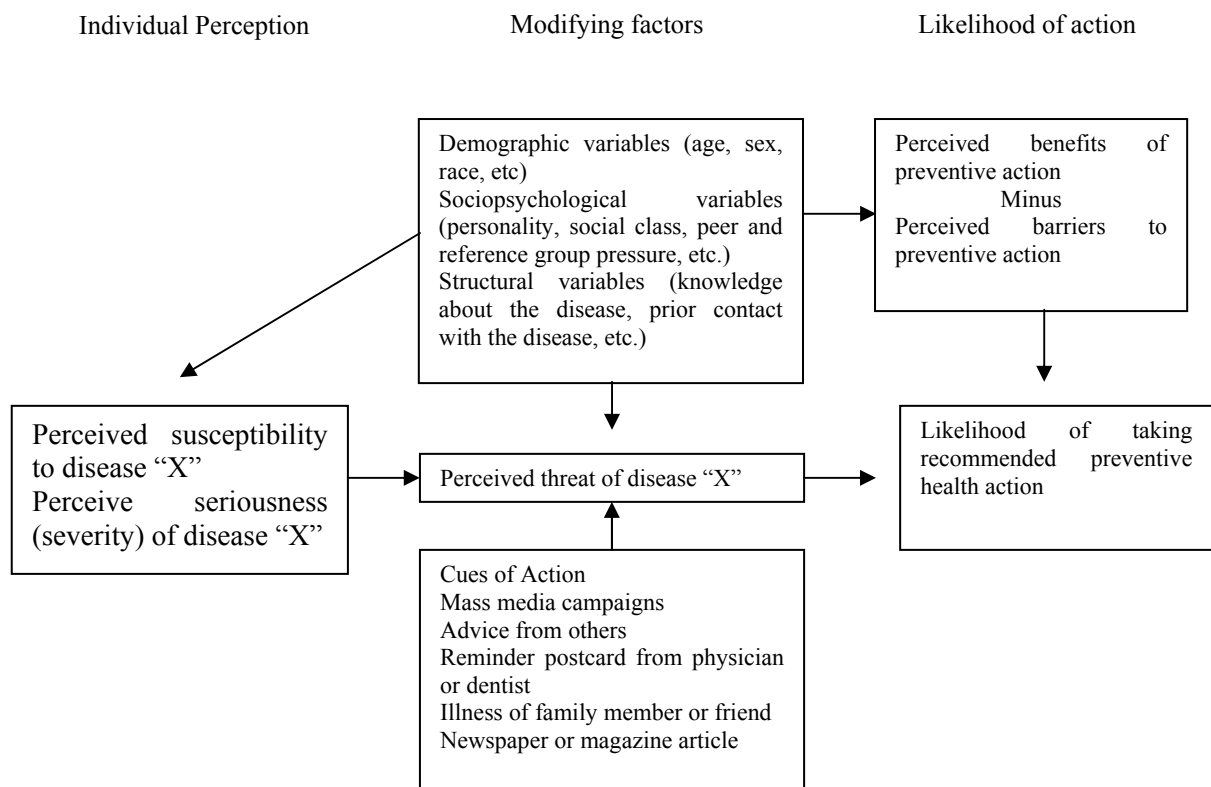 Individual Perception
Modifying factors
Likelihood of action
Demographic variables (age, sex,
race, etc)
Sociopsychological variables
(personality, social class, peer and
reference group pressure, etc.)
Structural variables (knowledge
about the disease, prior contact
with the disease, etc.)
Perceived benefits of
preventive action
Minus
Perceived barriers to
preventive action
Perceived susceptibility
to disease “X”
Perceive seriousness
(severity) of disease “X”
Perceived threat of disease “X”
Likelihood of taking
recommended preventive
health action
Cues of Action
Mass media campaigns
Advice from others
Reminder postcard from physician
or dentist
Illness of family member or friend
Newspaper or magazine article